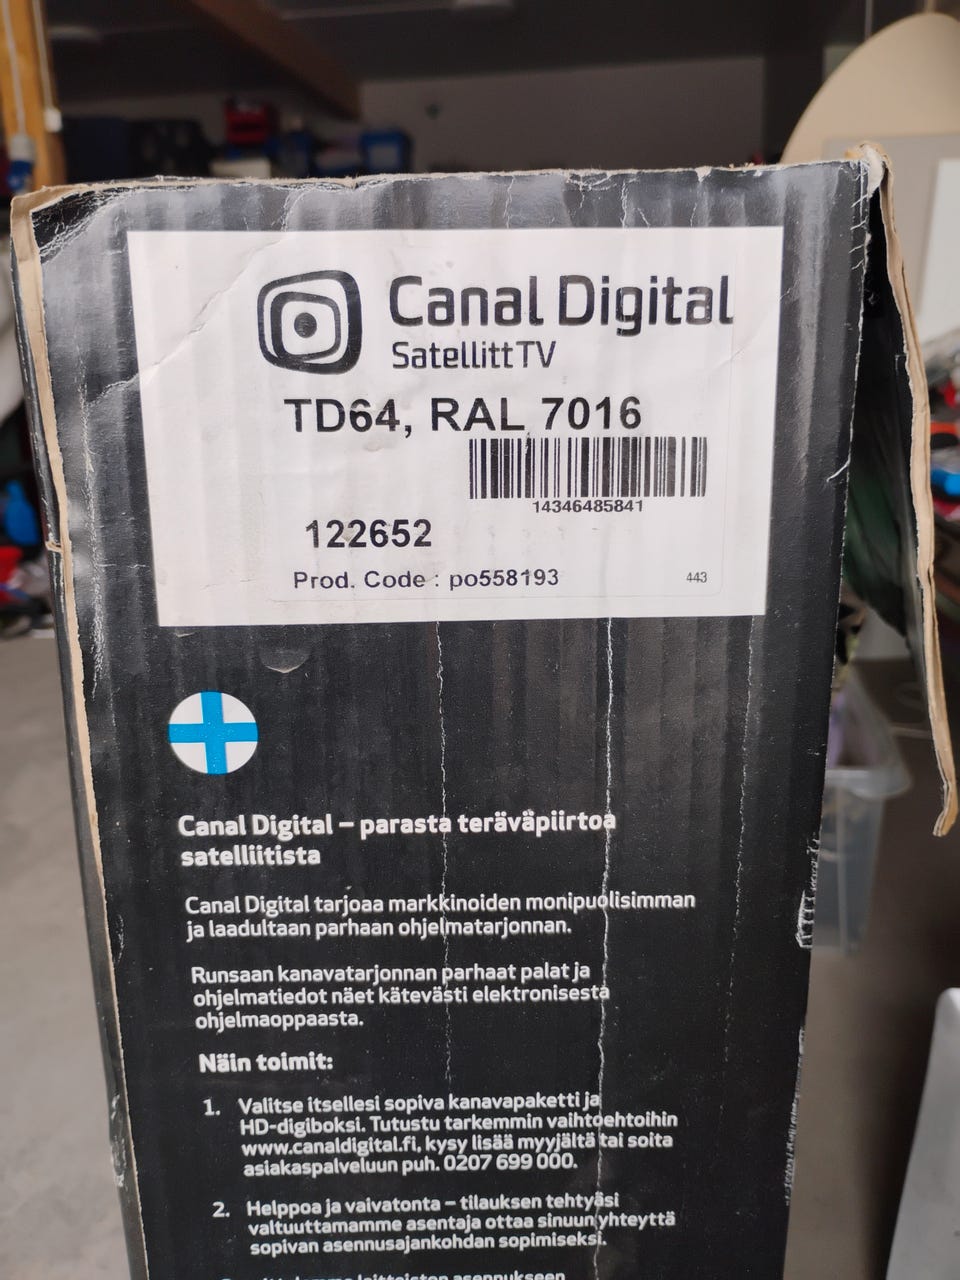 Canal Digital
Satellitt TV
TD64, RAL 7016
14346485841
122652
Prod. Code : po558193
443
Canal Digital – parasta teräväpiirtoa
satelliitista
Canal Digital tarjoaa markkinoiden monipuolisimman
ja laadultaan parhaan ohjelmatarjonnan.
Runsaan kanavatarjonnan parhaat palat ja
ohjelmatiedot näet kätevästi elektronisesta
ohjelmaoppaasta.
Näin toimit:
1. Valitse itsellesi sopiva kanavapaketti ja
HD-digiboksi. Tutustu tarkemmin vaihtoehtoihin
www.canaldigital.fi, kysy lisää myyjältä tai soita
asiakaspalveluun puh. 0207 699 000.
2. Helppoa ja vaivatonta – tilauksen tehtyäsi
valtuuttamamme asentaja ottaa sinuun yhteyttä
sopivan asennusajankohdan sopimiseksi.
laitteiston asennukseen